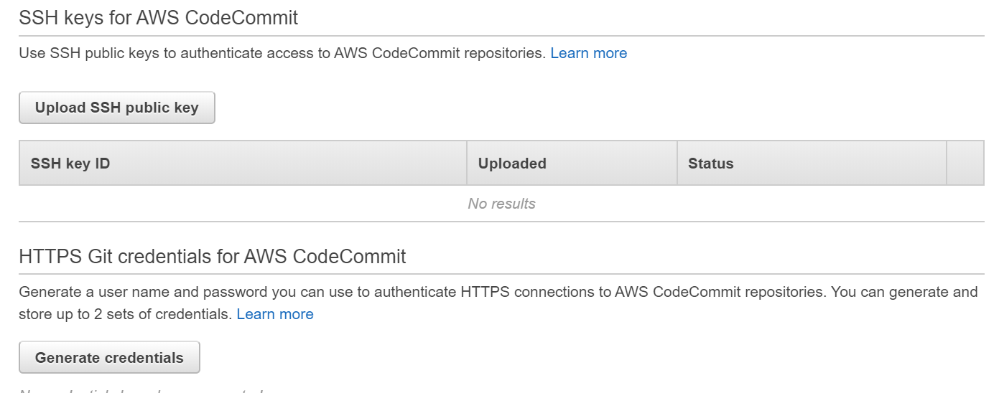 SSH keys for AWS CodeCommit
Use SSH public keys to authenticate access to AWS CodeCommit repositories. Learn more
Upload SSH public key
SSH key ID Uploaded Status
No results
HTTPS Git credentials for AWS CodeCommit
Generate a user name and password you can use to authenticate HTTPS connections to AWS CodeCommit repositories. You can generate and
store up to 2 sets of credentials. Learn more
Generate credentials